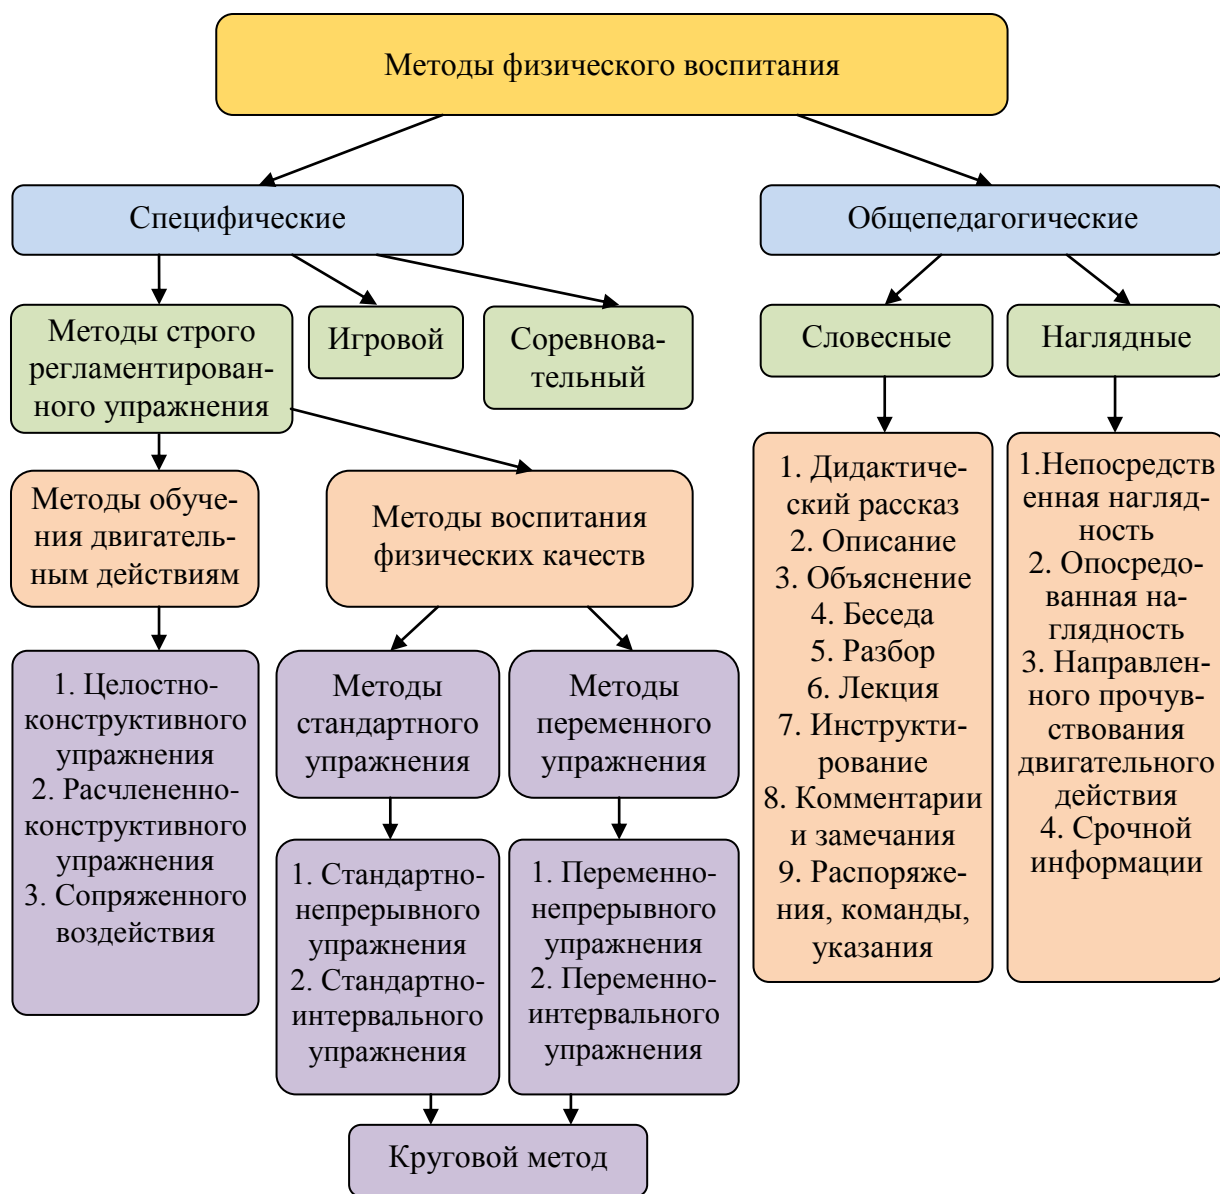 Методы физического воспитания
Специфические
Общепедагогические
Методы строго
регламентирован-
ного упражнения
Игровой
Соревнова-
тельный
Словесные
Наглядные
Методы обуче-
ния двигатель-
ным действиям
Методы воспитания
физических качеств
1. Дидактиче-
ский рассказ
2. Описание
3. Объяснение
4. Беседа
5. Разбор
6. Лекция
7. Инструкти-
рование
8. Комментарии
и замечания
9. Распоряже-
ния, команды,
указания
1.Непосредств
енная нагляд-
ность
2. Опосредо-
ванная на-
глядность
3. Направлен-
ного прочув-
ствования
двигательного
действия
4. Срочной
информации
1. Целостно-
конструктивного
упражнения
2. Расчлененно-
конструктивного
упражнения
3. Сопряженного
воздействия
Методы
стандартного
упражнения
Методы
переменного
упражнения
1. Стандартно-
непрерывного
упражнения
2. Стандартно-
интервального
упражнения
1. Переменно-
непрерывного
упражнения
2. Переменно-
интервального
упражнения
Круговой метод